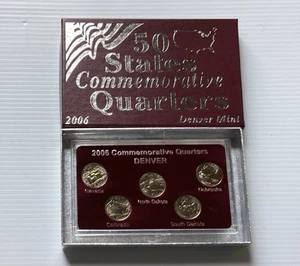 50
States
Commemorative
Quarters
2006 Denver Mint
2006 Commemorative Quarters
DENVER
Nevada North Dakota Nebraska
Colorado South Dakota